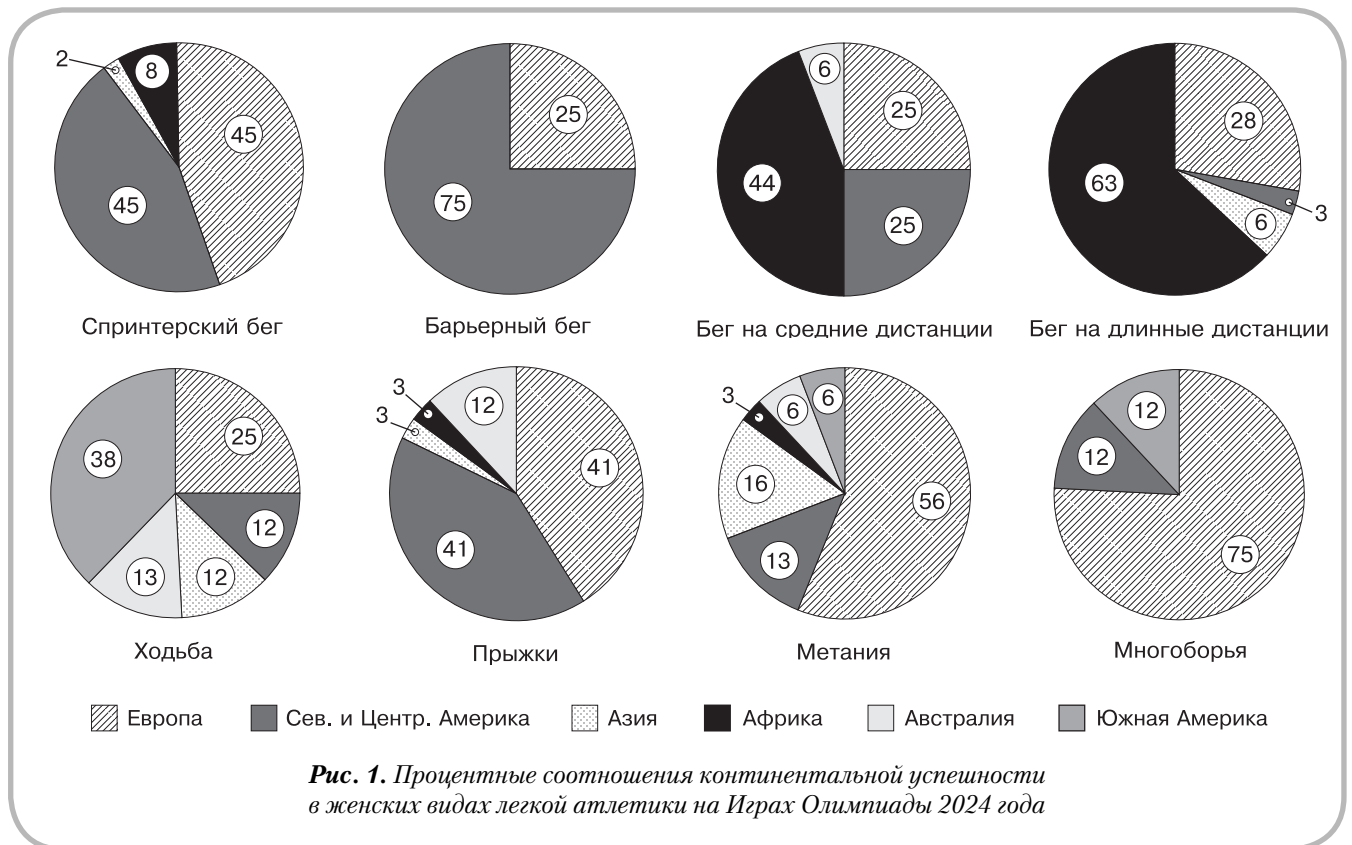 2
8
45
45
Спринтерский бег
25
75
Барьерный бег
6
25
44
25
Бег на средние дистанции
28
63
3
6
Бег на длинные дистанции
38
25
12
13
12
Ходьба
3
3
12
41
41
Прыжки
3
6
6
16
56
13
Метания
12
12
75
Многоборья
Европа
Сев. и Центр. Америка
Азия
Африка
Австралия
Южная Америка
Рис. 1. Процентные соотношения континентальной успешности
в женских видах легкой атлетики на Играх Олимпиады 2024 года